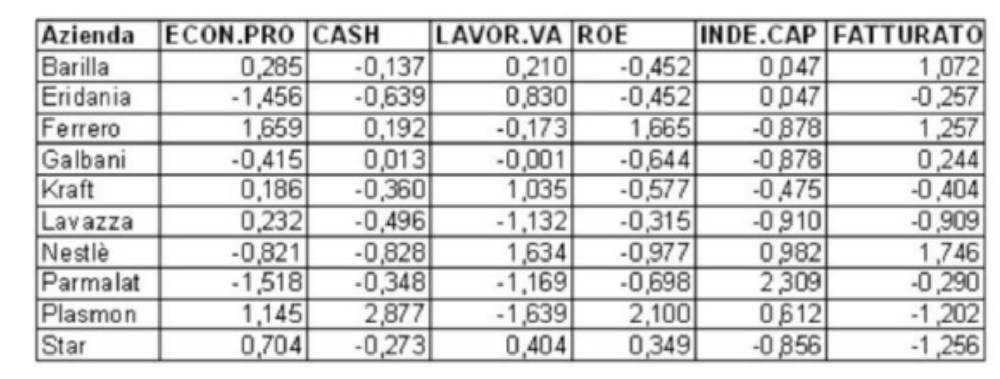 Azienda ECON.PRO CASH LAVOR.VA ROE INDE.CAP FATTURATO
Barilla 0,285 -0,137 0,210 -0,452 0,047 1,072
Eridania -1,456 -0,639 0,830 -0,452 0,047 -0,257
Ferrero 1,659 0,192 -0,173 1,665 -0,878 1,257
Galbani -0,415 0,013 -0,001 -0,644 -0,878 0,244
Kraft 0,186 -0,360 1,035 -0,577 -0,475 -0,404
Lavazza 0,232 -0,496 -1,132 -0,315 -0,910 -0,909
Nestlè -0,821 -0,828 1,634 -0,977 0,982 1,746
Parmalat -1,518 -0,348 -1,169 -0,698 2,309 -0,290
Plasmon 1,145 2,877 -1,639 2,100 0,612 -1,202
Star 0,704 -0,273 0,404 0,349 -0,856 -1,256